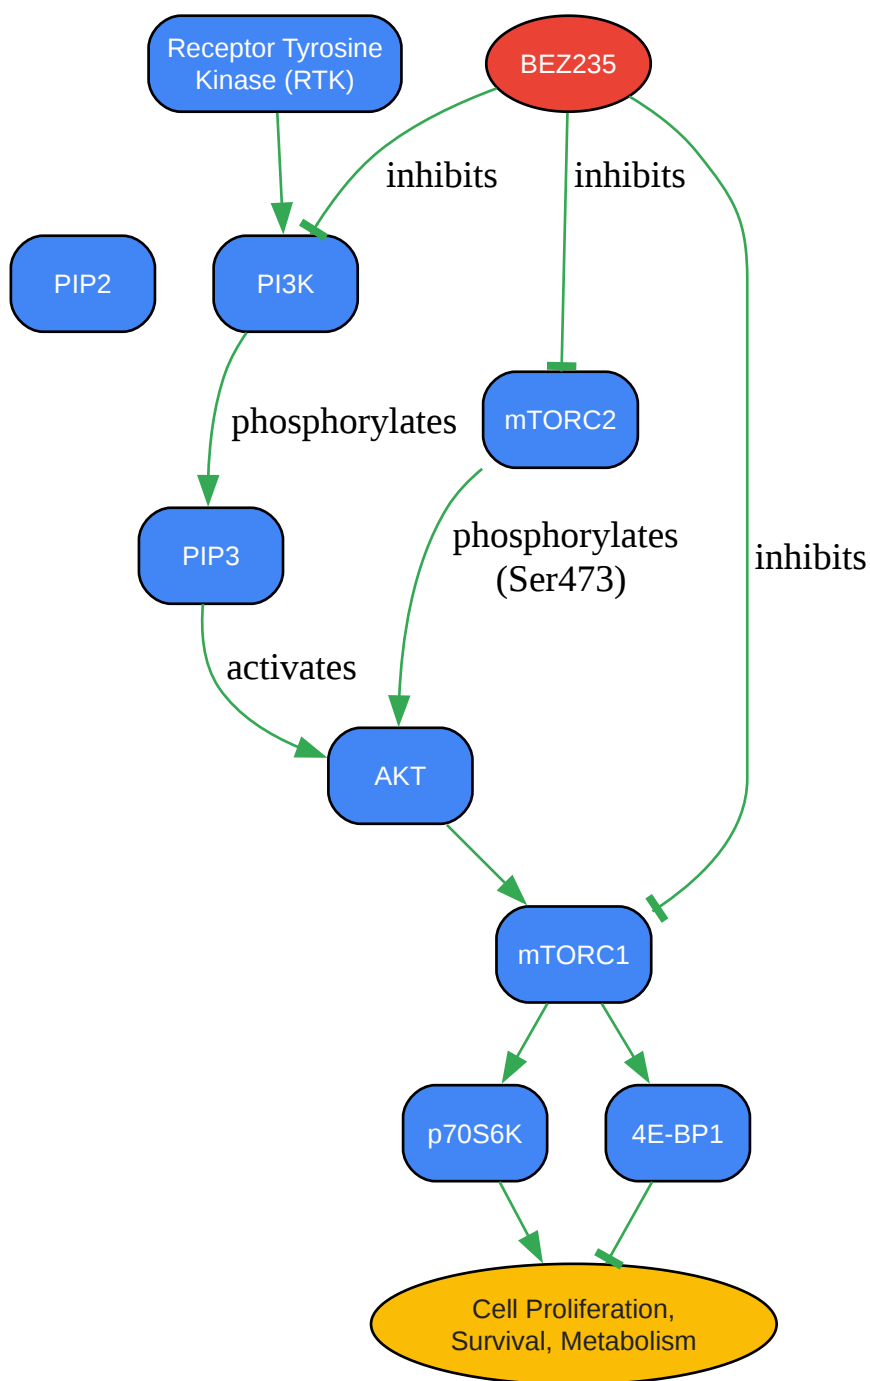 Receptor Tyrosine
Kinase (RTK)
BEZ235
inhibits
inhibits
PIP2
PI3K
phosphorylates
mTORC2
phosphorylates
(Ser473)
PIP3
inhibits
activates
AKT
mTORC1
p70S6K
4E-BP1
Cell Proliferation,
Survival, Metabolism